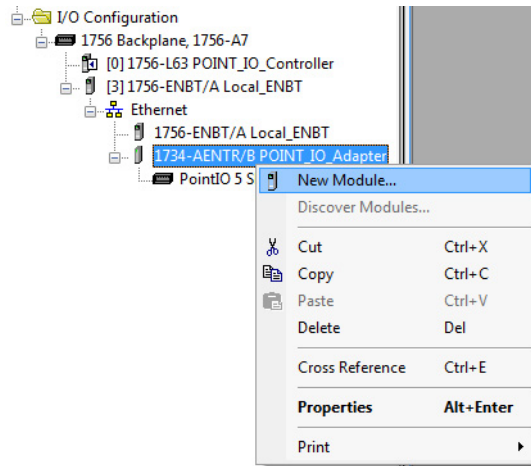 I/O Configuration
1756 Backplane, 1756-A7
[0] 1756-L63 POINT_IO_Controller
[3] 1756-ENBT/A Local_ENBT
Ethernet
1756-ENBT/A Local_ENBT
1734-AENTR/B POINT_IO_Adapter
PointIO 5 S
New Module...
Discover Modules...
Cut Ctrl+X
Copy Ctrl+C
Paste Ctrl+V
Delete Del
Cross Reference Ctrl+E
Properties Alt+Enter
Print